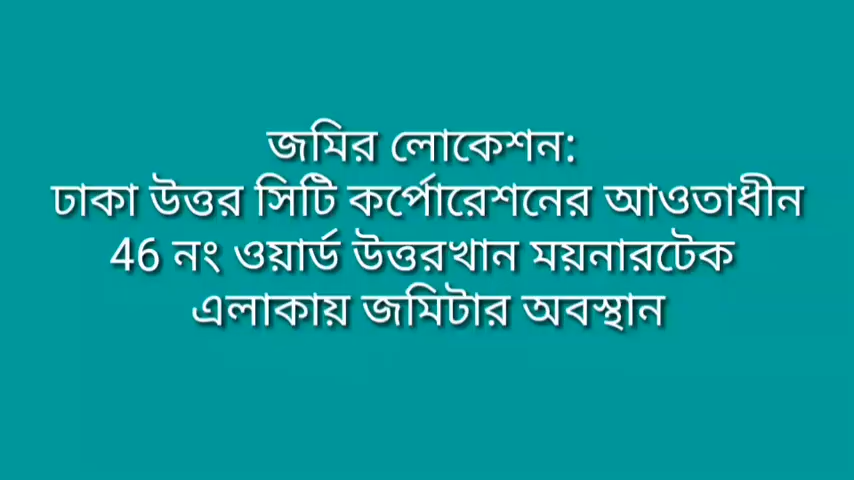 জমির লোকেশন:
ঢাকা উত্তর সিটি কর্পোরেশনের আওতাধীন
46 নং ওয়ার্ড উত্তরখান ময়নারটেক
এলাকায় জমিটার অবস্থান